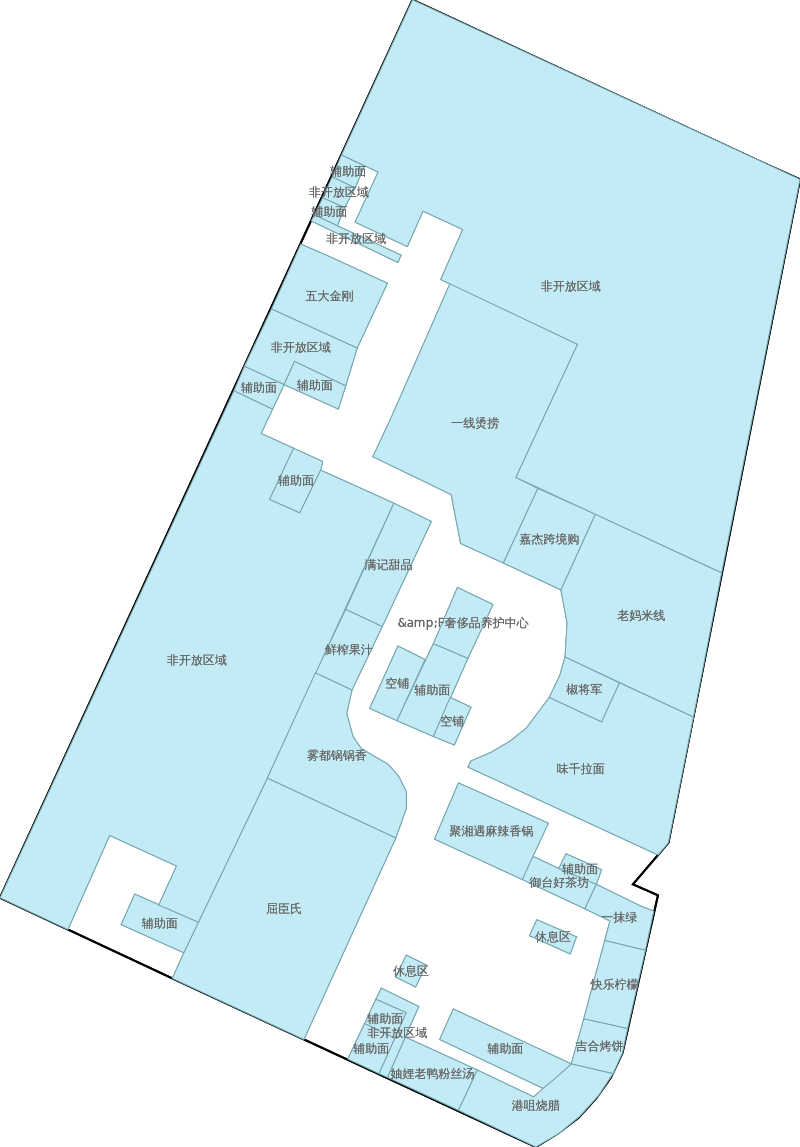 辅助面
非开放区域
辅助面
非开放区域
非开放区域
五大金刚
非开放区域
辅助面
辅助面
一线烫捞
辅助面
嘉杰跨境购
满记甜品
老妈米线
&amp;F奢侈品养护中心
鲜榨果汁
非开放区域
空铺
辅助面
椒将军
空铺
雾都锅锅香
味千拉面
聚湘遇麻辣香锅
辅助面
御台好茶坊
屈臣氏
一抹绿
辅助面
休息区
休息区
快乐柠檬
辅助面
非开放区域
辅助面
辅助面
吉合烤饼
妯娌老鸭粉丝汤
港咀烧腊